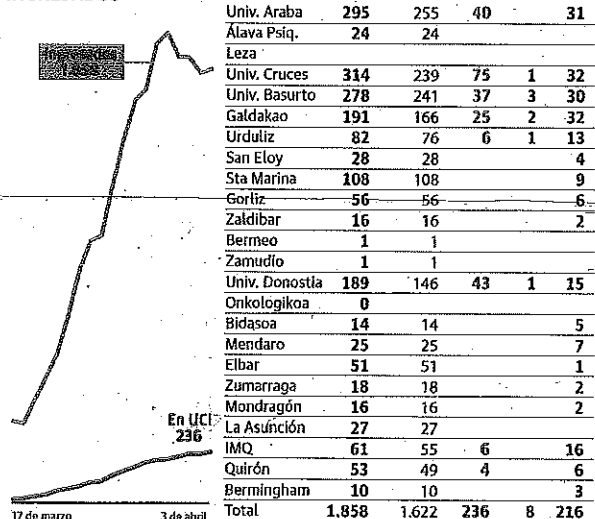 Ingresados
1.858
En UCI
236
17 de marzo 3 de abril
Univ. Araba 295 255 40 31
Álava Psiq. 24 24
Leza
Univ. Cruces 314 239 75 1 32
Univ. Basurto 278 241 37 3 30
Galdakao 191 166 25 2 32
Urduliz 82 76 6 1 13
San Eloy 28 28 4
Sta Marina 108 108 9
Gorliz 56 56 6
Zaldibar 16 16 2
Bermeo 1 1
Zamudio 1 1
Univ. Donostia 189 146 43 1 15
Onkologikoa 0
Bidasoa 14 14 5
Mendaro 25 25 7
Eibar 51 51 1
Zumarraga 18 18 2
Mondragón 16 16 2
La Asunción 27 27
IMQ 61 55 6 16
Quirón 53 49 4 6
Bermingham 10 10 3
Total 1.858 1.622 236 8 216